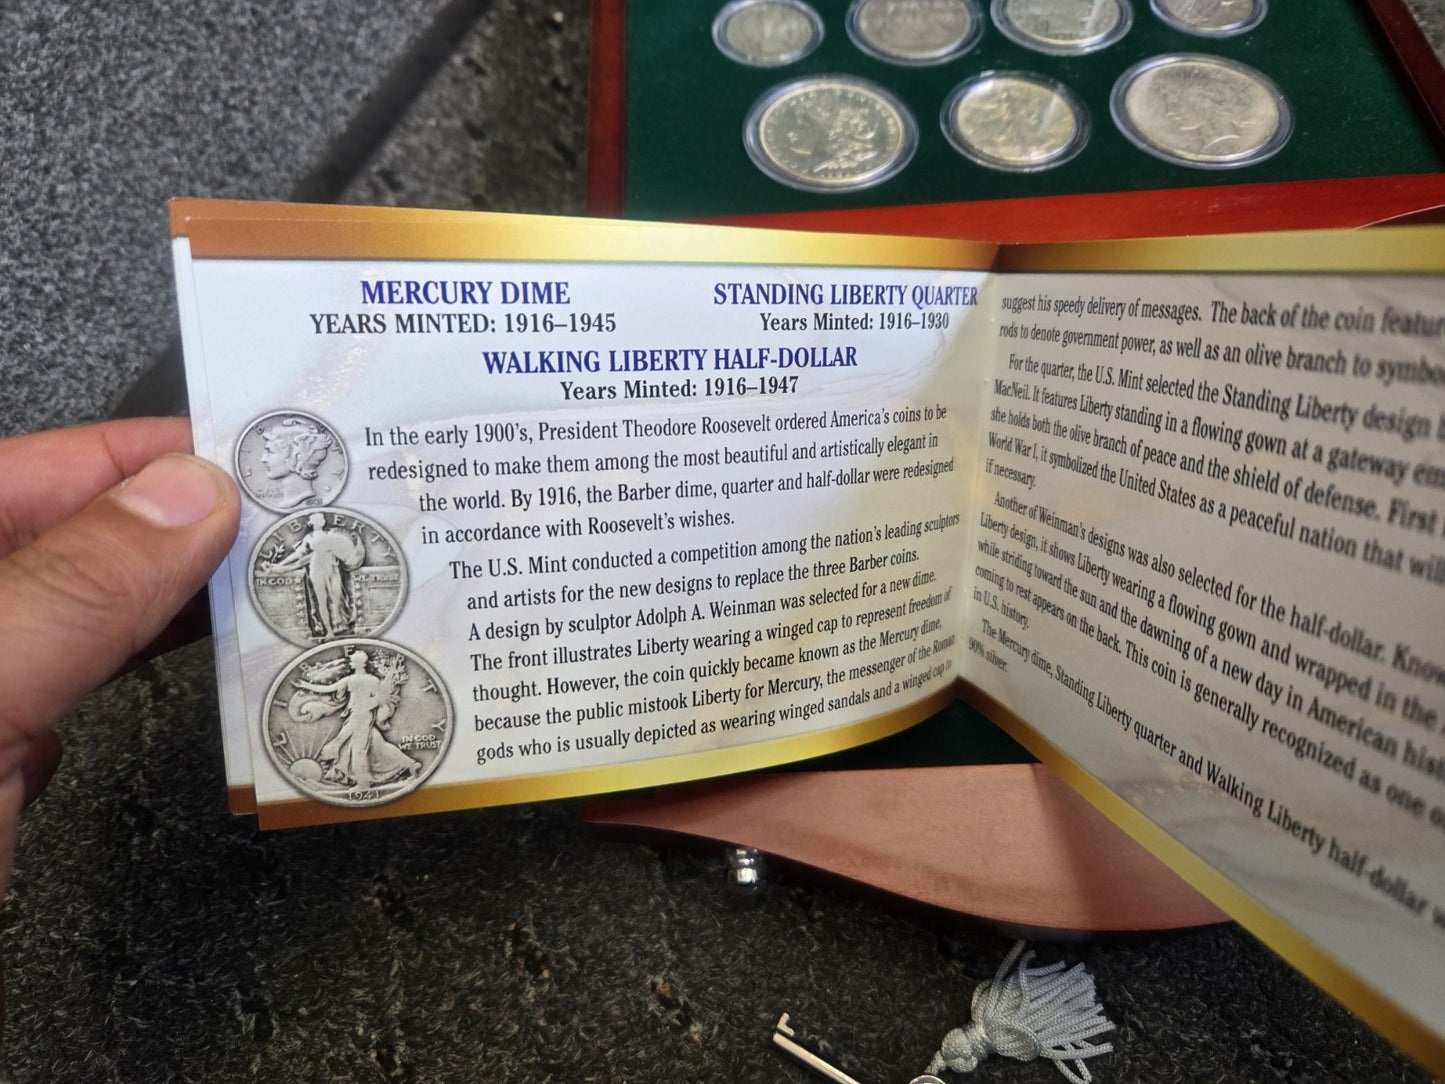 MERCURY DIME
YEARS MINTED: 1916–1945
STANDING LIBERTY QUARTER
Years Minted: 1916–1930
WALKING LIBERTY HALF-DOLLAR
Years Minted: 1916–1947
In the early 1900's, President Theodore Roosevelt ordered America's coins to be
redesigned to make them among the most beautiful and artistically elegant in
the world. By 1916, the Barber dime, quarter and half-dollar were redesigned
in accordance with Roosevelt's wishes.
The U.S. Mint conducted a competition among the nation's leading sculptors
and artists for the new designs to replace the three Barber coins.
A design by sculptor Adolph A. Weinman was selected for a new dime.
The front illustrates Liberty wearing a winged cap to represent freedom of
thought. However, the coin quickly became known as the Mercury dime,
because the public mistook Liberty for Mercury, the messenger of the Roman
gods who is usually depicted as wearing winged sandals and a winged cap to
LIBERTY
IN GOD WE TRUST
LIBERTY
IN GOD
WE TRUST
1941
suggest his speedy delivery of messages. The back of the coin featur
rods to denote government power, as well as an olive branch to symbo
For the quarter, the U.S. Mint selected the Standing Liberty design
MacNeil. It features Liberty standing in a flowing gown at a gateway em
she holds both the olive branch of peace and the shield of defense. First
World War I, it symbolized the United States as a peaceful nation that will
if necessary.
Another of Weinman's designs was also selected for the half-dollar. Know
Liberty design, it shows Liberty wearing a flowing gown and wrapped in the
while striding toward the sun and the dawning of a new day in American hist
coming to rest appears on the back. This coin is generally recognized as one o
in U.S. history.
The Mercury dime, Standing Liberty quarter and Walking Liberty half-dollar w
90% silver.